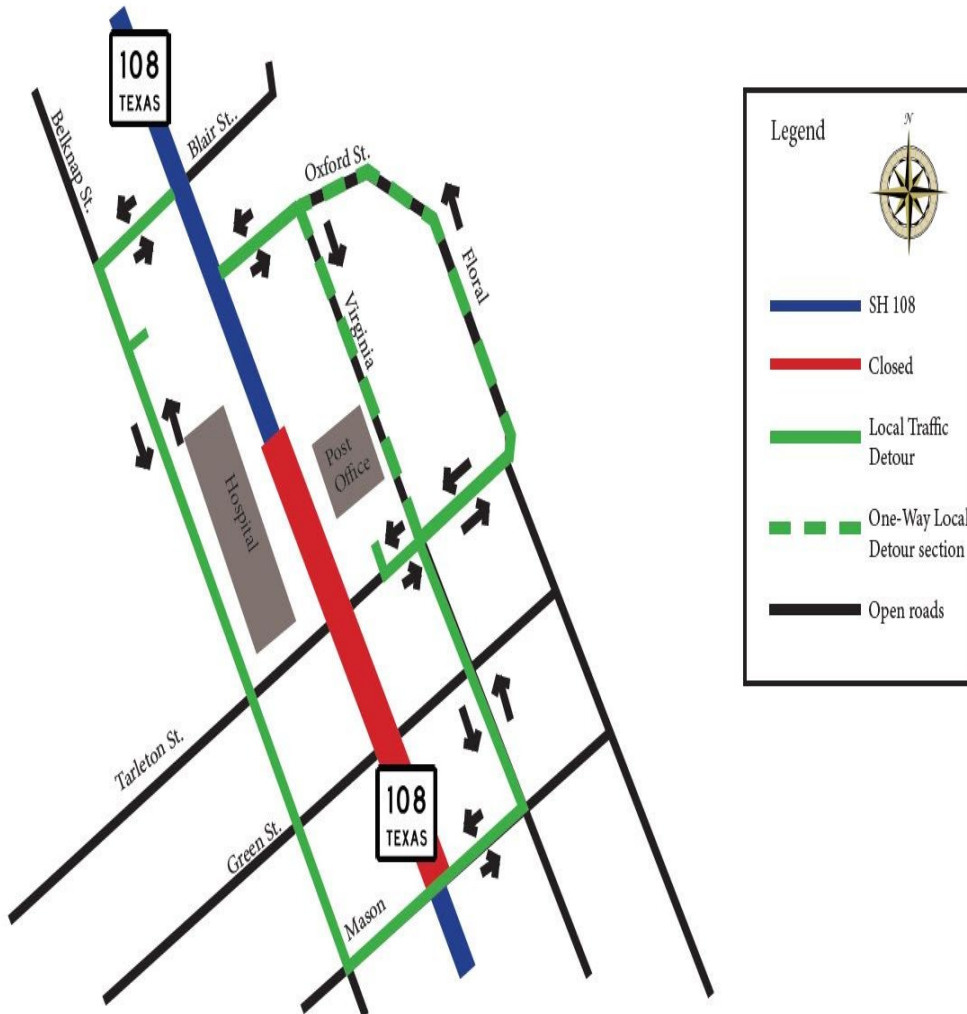 108
TEXAS
Belknap St.
Blair St..
Oxford St.
Floral
Virginia
Post
Office
Hospital
Tarleton St.
Green St.
108
TEXAS
Mason
Legend
N
SH 108
Closed
Local Traffic
Detour
One-Way Local
Detour section
Open roads